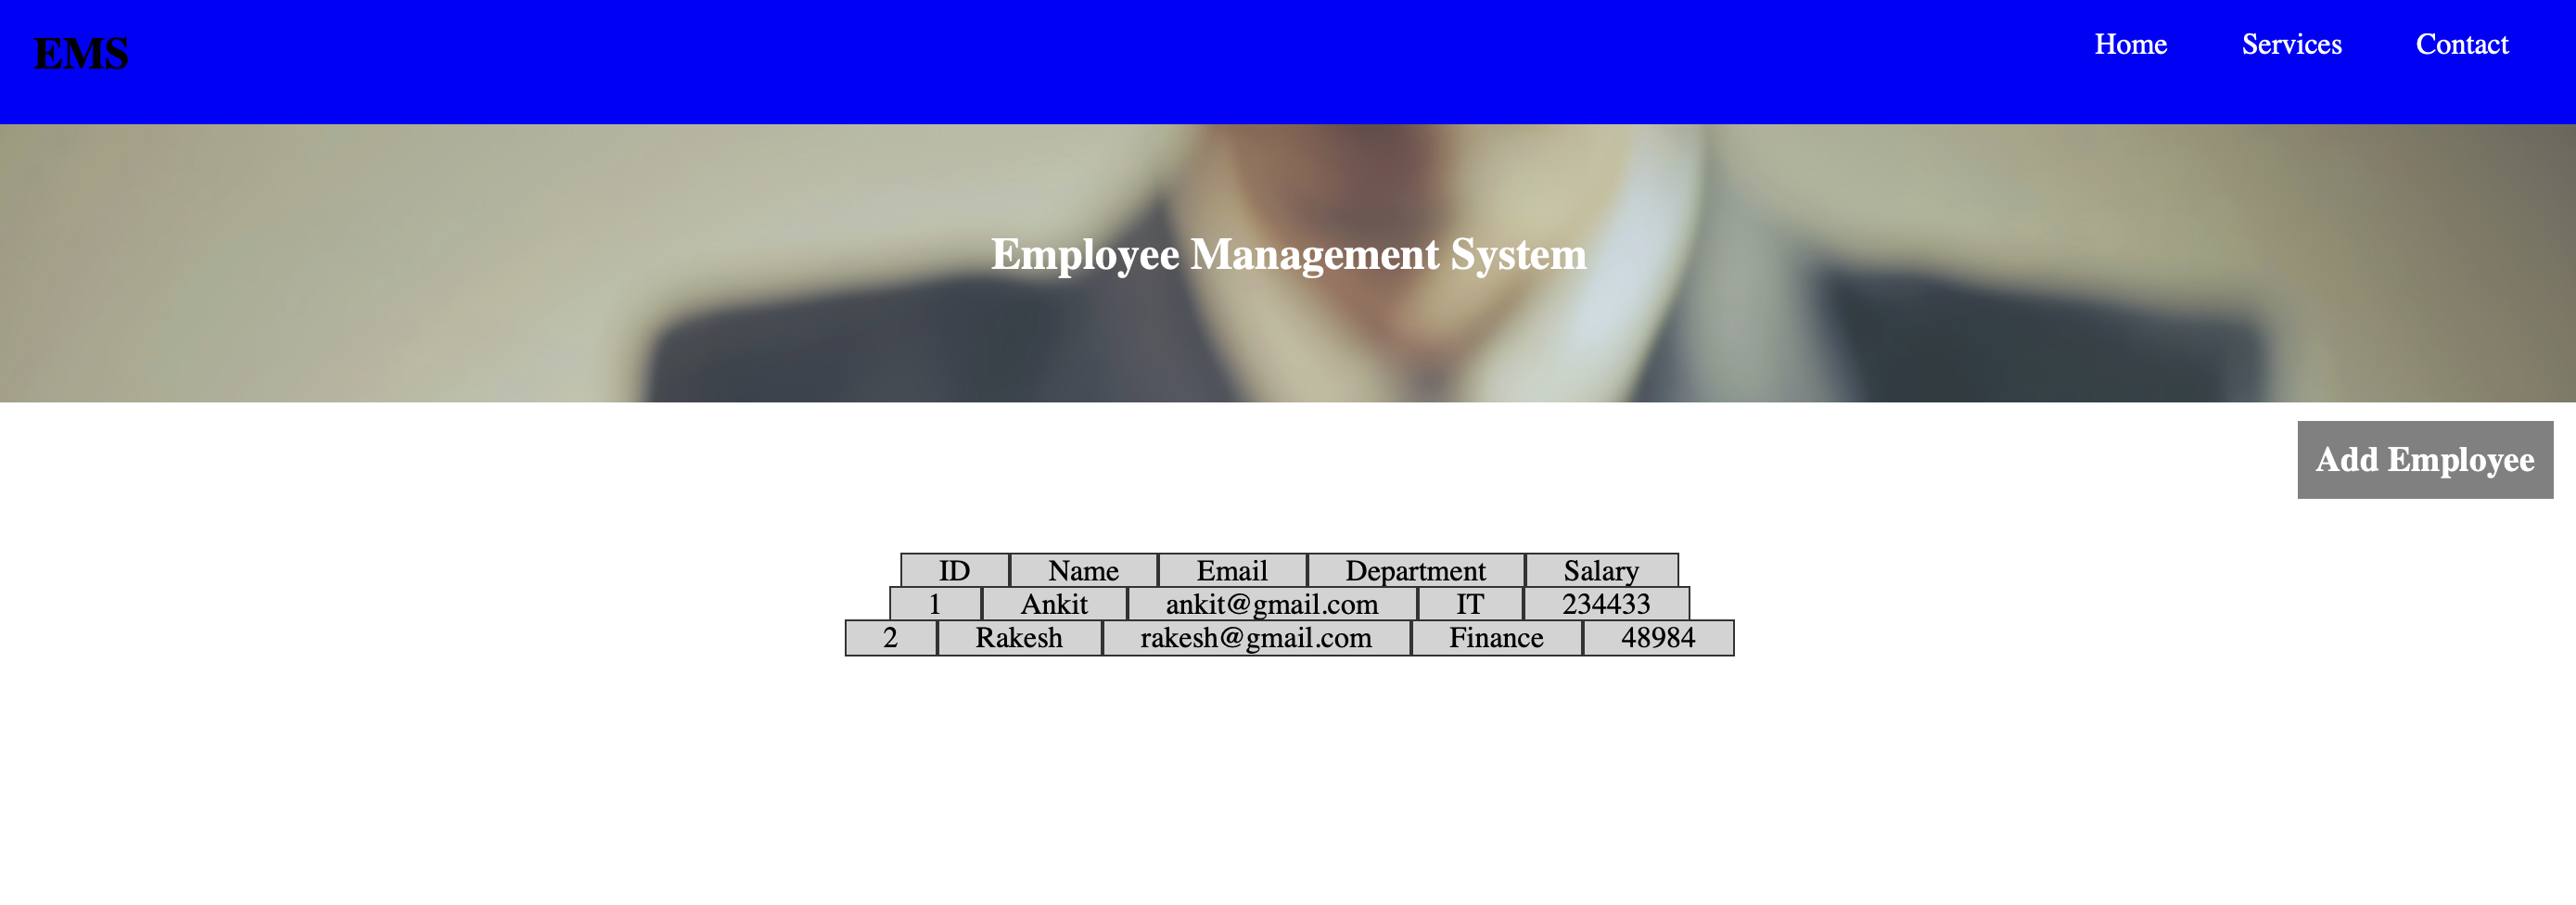 EMS Home Services Contact
Employee Management System
Add Employee
ID Name Email Department Salary
1 Ankit ankit@gmail.com IT 234433
2 Rakesh rakesh@gmail.com Finance 48984